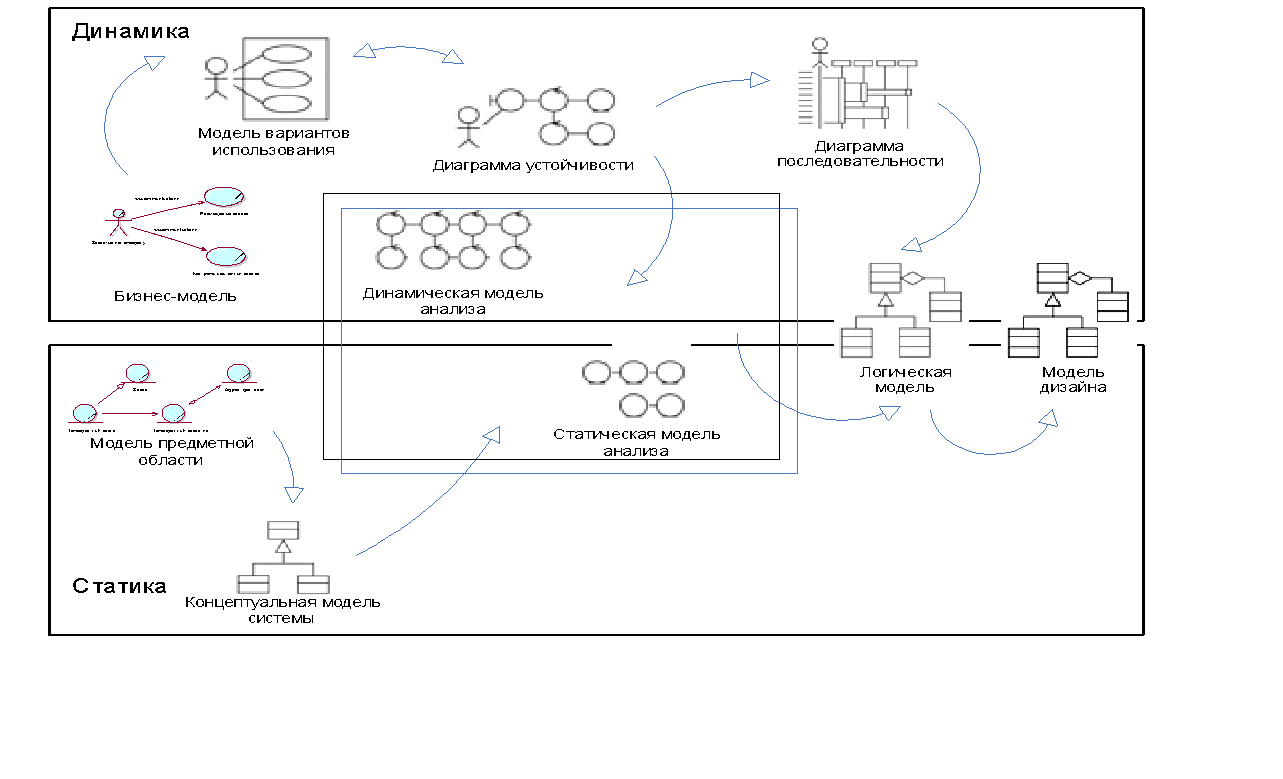 Динамика
Модель вариантов
использования
Диаграмма устойчивости
Диаграмма
последовательности
Бизнес-модель
Динамическая модель
анализа
Логическая
модель
Модель
дизайна
Модель предметной
области
Статическая модель
анализа
Статика
Концептуальная модель
системы